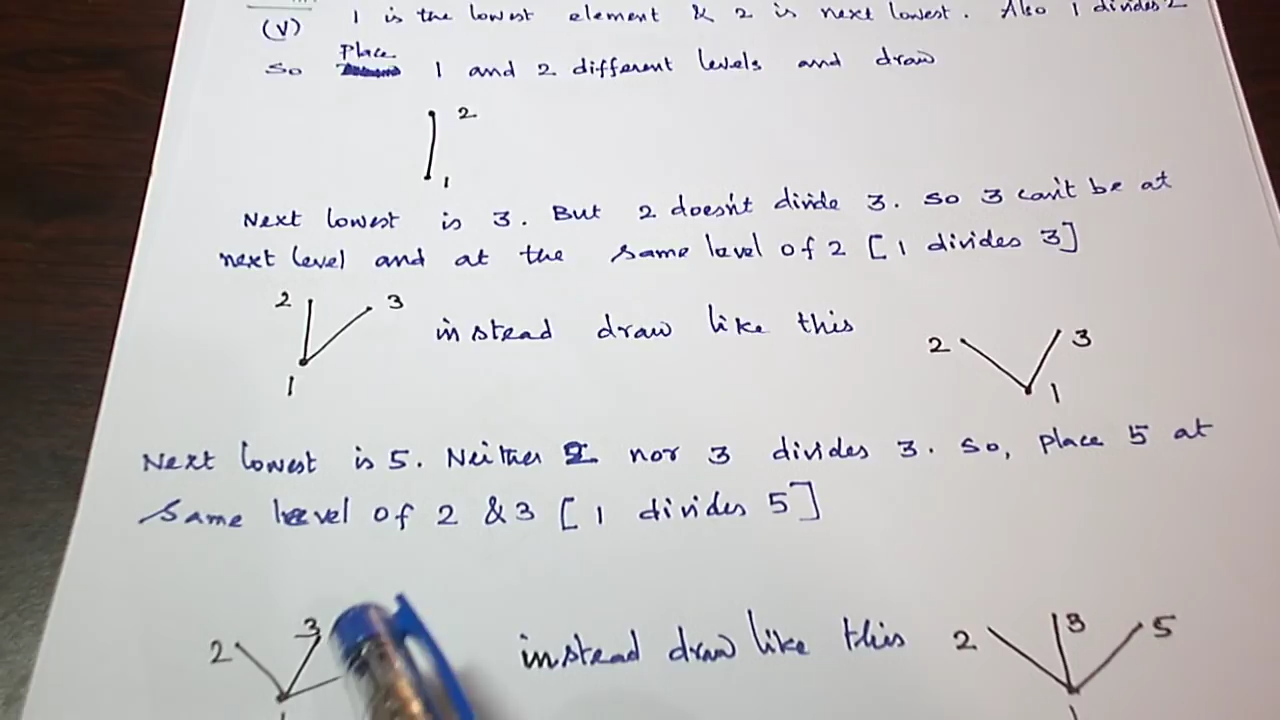 (V) 1 is the lowest element & 2 is next lowest. Also 1 divides 2
Place
So 1 and 2 different levels and draw
2
1
Next lowest is 3. But 2 doesn't divide 3. So 3 can't be at
next level and at the same level of 2 [1 divides 3]
2 3 instead draw like this 2 3
1 1
Next lowest is 5. Neither 2 nor 3 divides 3. So, place 5 at
same level of 2 & 3 [1 divides 5]
2 3 instead draw like this 2 3 5